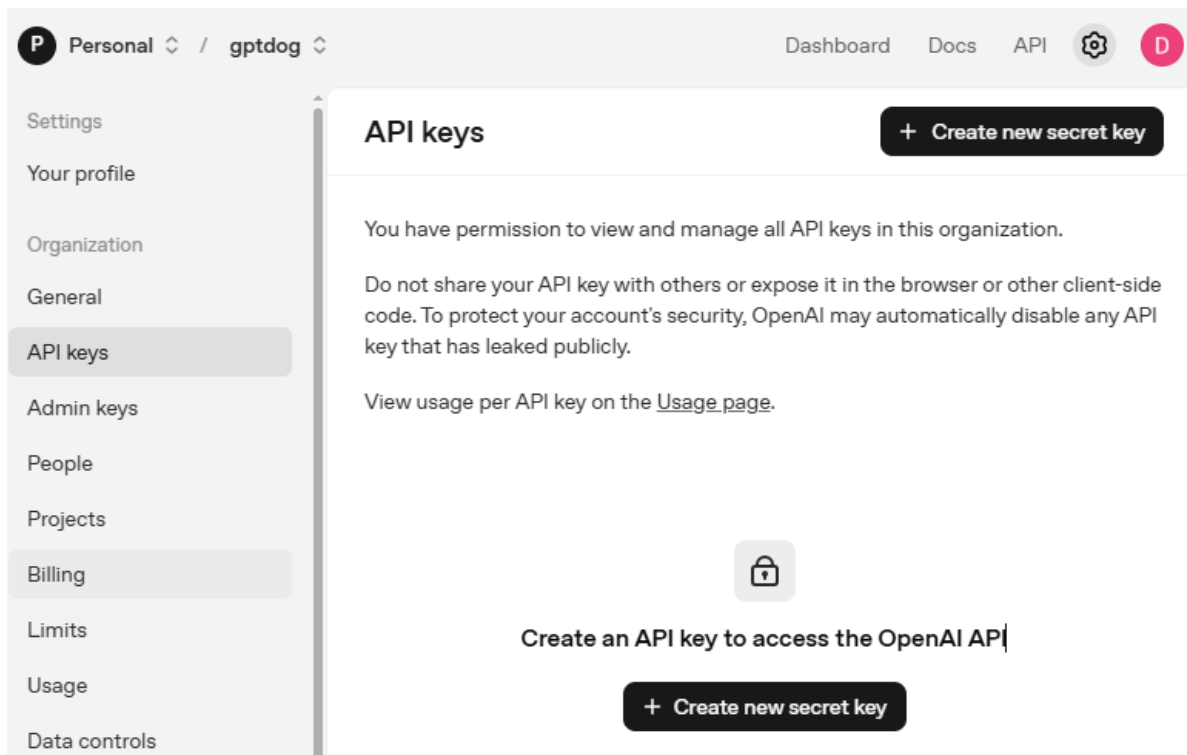 P Personal / gptdog Dashboard Docs API D
Settings
Your profile
Organization
General
API keys
Admin keys
People
Projects
Billing
Limits
Usage
Data controls
API keys
+ Create new secret key
You have permission to view and manage all API keys in this organization.
Do not share your API key with others or expose it in the browser or other client-side
code. To protect your account's security, OpenAI may automatically disable any API
key that has leaked publicly.
View usage per API key on the Usage page.
Create an API key to access the OpenAI API
+ Create new secret key